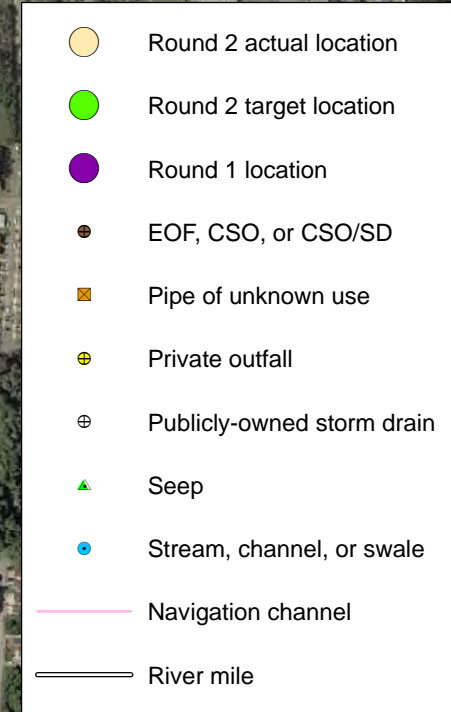 Round 2 actual location
Round 2 target location
Round 1 location
EOF, CSO, or CSO/SD
Pipe of unknown use
Private outfall
Publicly-owned storm drain
Seep
Stream, channel, or swale
Navigation channel
River mile